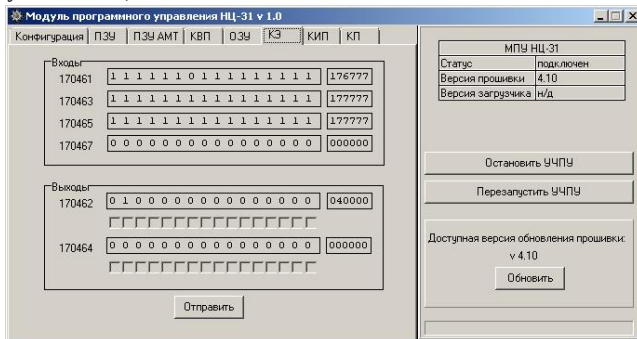 Модуль программного управления НЦ-31 v 1.0
Конфигурация ПЗУ ПЗУ АМТ КВП ОЗУ КЭ КИП КП
Входы
170461 1 1 1 1 1 1 0 1 1 1 1 1 1 1 1 1 176777
170463 1 1 1 1 1 1 1 1 1 1 1 1 1 1 1 1 177777
170465 1 1 1 1 1 1 1 1 1 1 1 1 1 1 1 1 177777
170467 0 0 0 0 0 0 0 0 0 0 0 0 0 0 0 0 000000
Выходы
170462 0 1 0 0 0 0 0 0 0 0 0 0 0 0 0 0 040000
170464 0 0 0 0 0 0 0 0 0 0 0 0 0 0 0 0 000000
Отправить
МПУ НЦ-31
Статус подключен
Версия прошивки 4.10
Версия загрузчика н/д
Остановить УЧПУ
Перезапустить УЧПУ
Доступная версия обновления прошивки:
v 4.10
Обновить